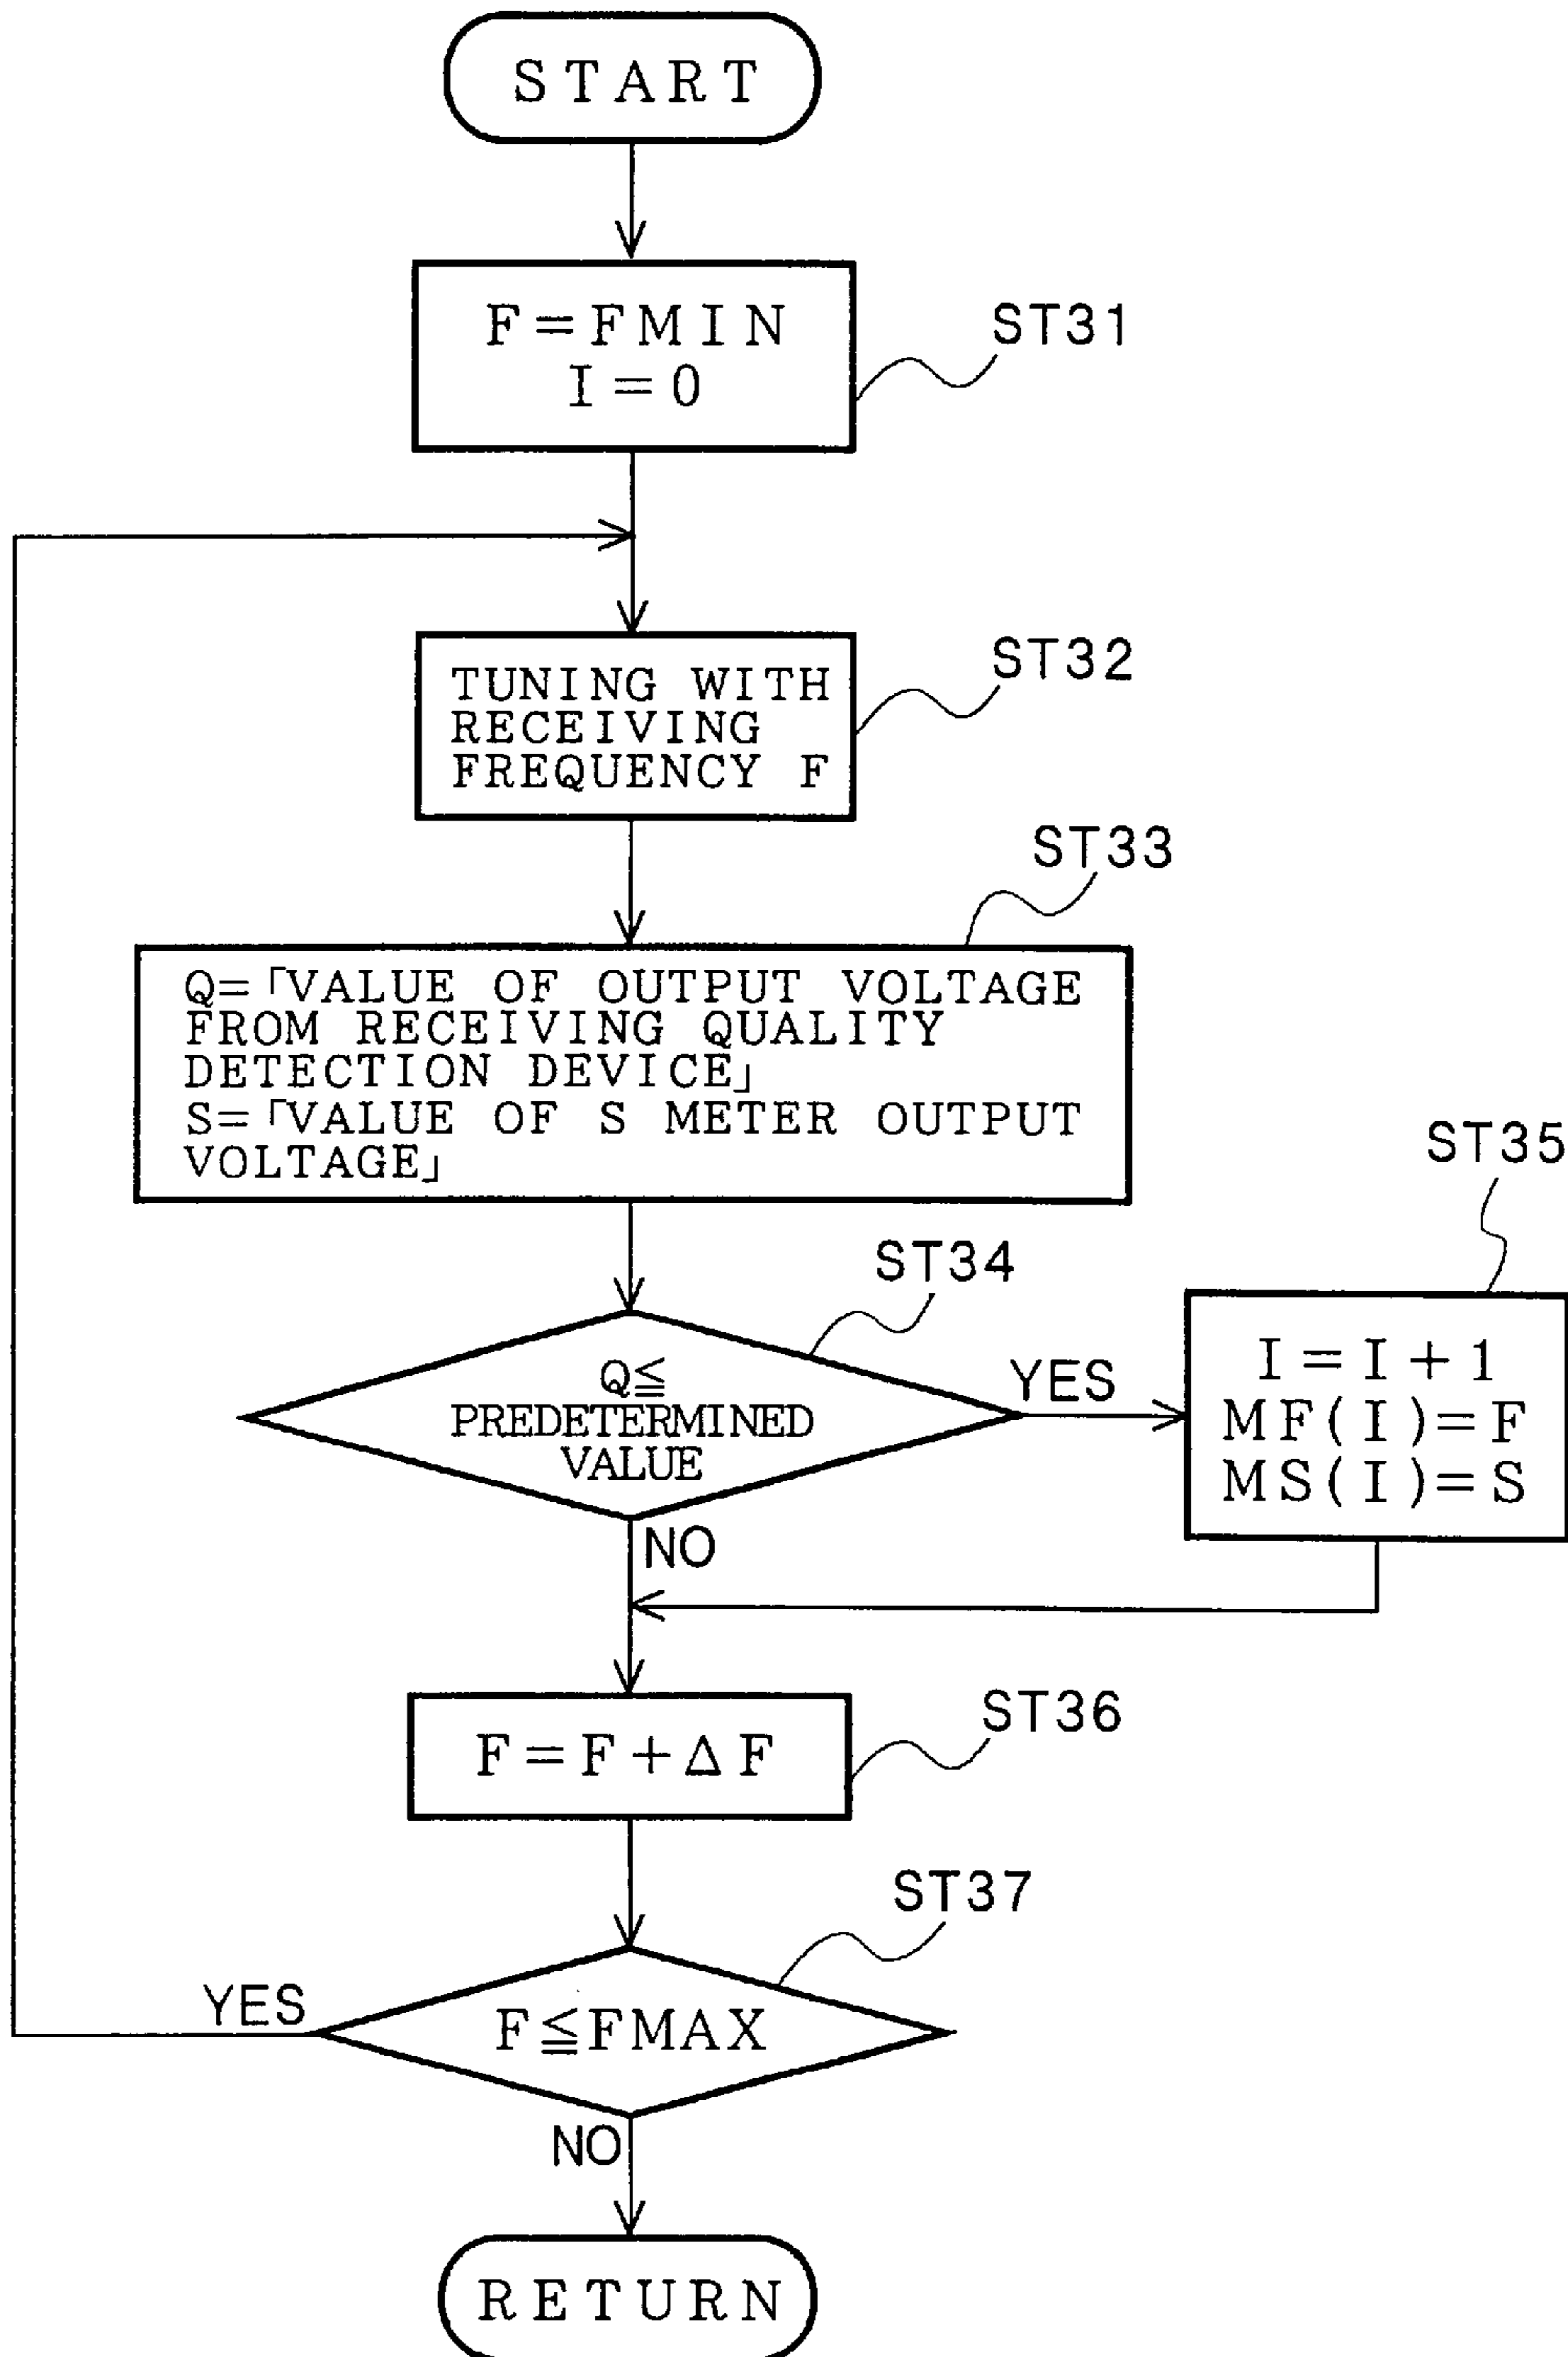 START
F=FMIN
I=0
ST31
TUNING WITH
RECEIVING
FREQUENCY F
ST32
ST33
Q=「VALUE OF OUTPUT VOLTAGE
FROM RECEIVING QUALITY
DETECTION DEVICE」
S=「VALUE OF S METER OUTPUT
VOLTAGE」
ST34
Q≦
PREDETERMINED
VALUE
YES
ST35
I=I+1
MF(I)=F
MS(I)=S
NO
F=F+ΔF
ST36
ST37
F≦FMAX
YES
NO
RETURN